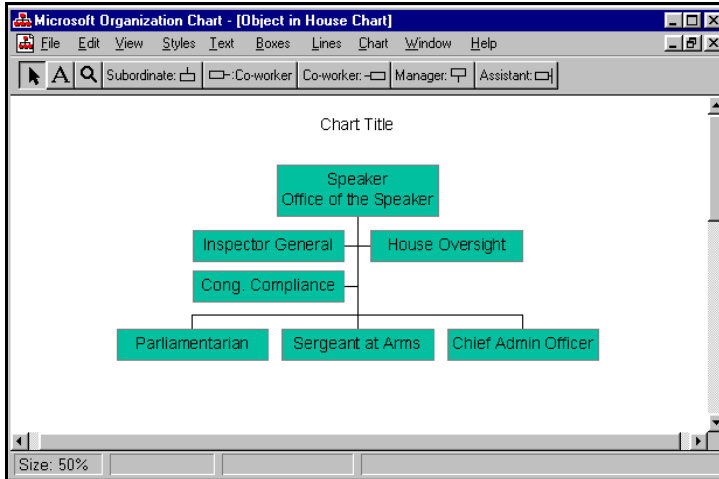 Microsoft Organization Chart - [Object in House Chart]
File Edit View Styles Text Boxes Lines Chart Window Help
A Subordinate: :Co-worker Co-worker: Manager: Assistant:
Chart Title
Speaker
Office of the Speaker
Inspector General House Oversight
Cong. Compliance
Parliamentarian Sergeant at Arms Chief Admin Officer
Size: 50%